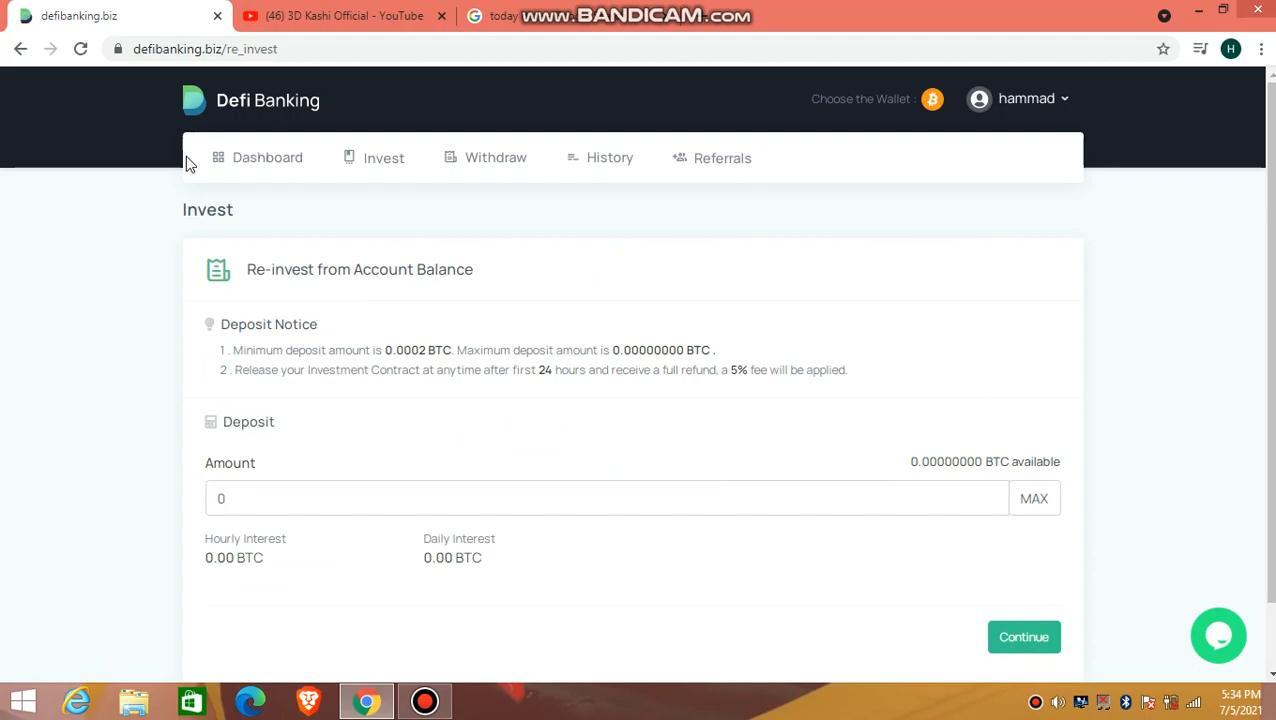 defibanking.biz
(46) 3D Kashi Official - YouTube
today
www.BANDICAM.com
defibanking.biz/re_invest
H
Defi Banking
Choose the Wallet :
hammad
Dashboard
Invest
Withdraw
History
Referrals
Invest
Re-invest from Account Balance
Deposit Notice
1 . Minimum deposit amount is 0.0002 BTC. Maximum deposit amount is 0.00000000 BTC .
2 . Release your Investment Contract at anytime after first 24 hours and receive a full refund, a 5% fee will be applied.
Deposit
Amount
0.00000000 BTC available
0
MAX
Hourly Interest
Daily Interest
0.00 BTC
0.00 BTC
Continue
5:34 PM
7/5/2021